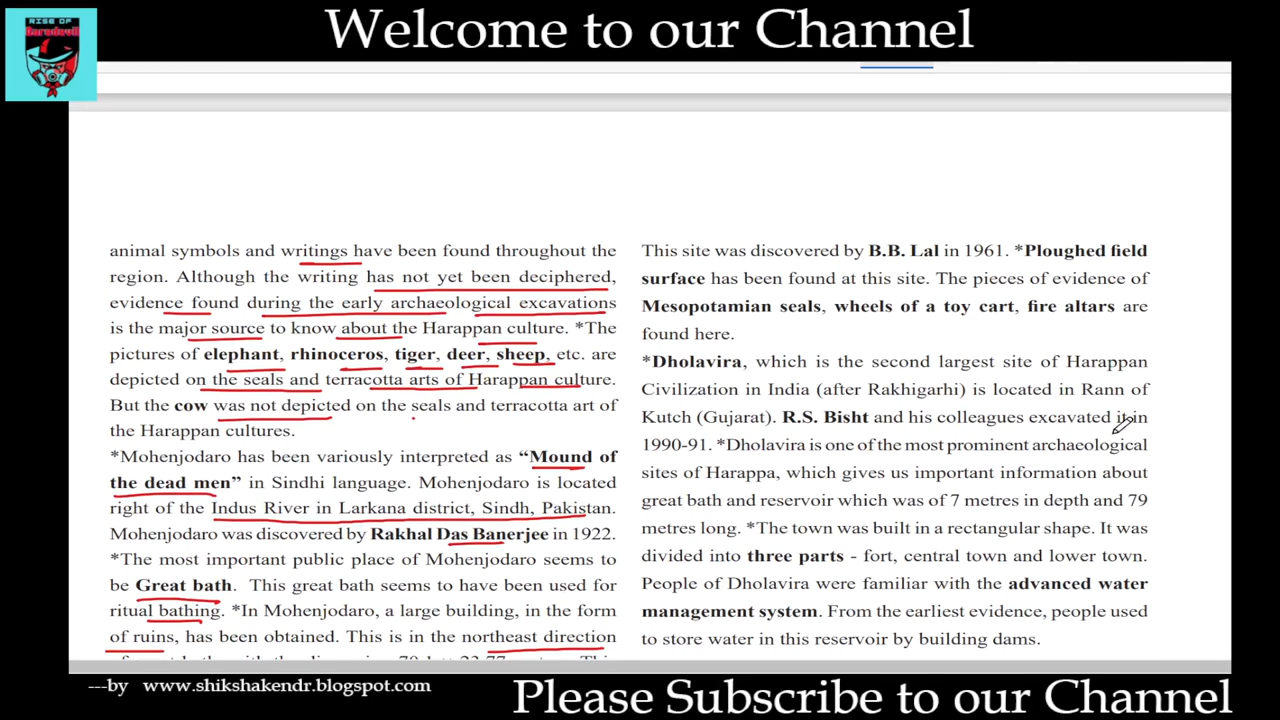 Welcome to our Channel
RISE OF
Daredevil
animal symbols and writings have been found throughout the
region. Although the writing has not yet been deciphered,
evidence found during the early archaeological excavations
is the major source to know about the Harappan culture. *The
pictures of elephant, rhinoceros, tiger, deer, sheep, etc. are
depicted on the seals and terracotta arts of Harappan culture.
But the cow was not depicted on the seals and terracotta art of
the Harappan cultures.
*Mohenjodaro has been variously interpreted as “Mound of
the dead men” in Sindhi language. Mohenjodaro is located
right of the Indus River in Larkana district, Sindh, Pakistan.
Mohenjodaro was discovered by Rakhal Das Banerjee in 1922.
*The most important public place of Mohenjodaro seems to
be Great bath. This great bath seems to have been used for
ritual bathing. *In Mohenjodaro, a large building, in the form
of ruins, has been obtained. This is in the northeast direction
This site was discovered by B.B. Lal in 1961. *Ploughed field
surface has been found at this site. The pieces of evidence of
Mesopotamian seals, wheels of a toy cart, fire altars are
found here.
*Dholavira, which is the second largest site of Harappan
Civilization in India (after Rakhigarhi) is located in Rann of
Kutch (Gujarat). R.S. Bisht and his colleagues excavated it in
1990-91. *Dholavira is one of the most prominent archaeological
sites of Harappa, which gives us important information about
great bath and reservoir which was of 7 metres in depth and 79
metres long. *The town was built in a rectangular shape. It was
divided into three parts - fort, central town and lower town.
People of Dholavira were familiar with the advanced water
management system. From the earliest evidence, people used
to store water in this reservoir by building dams.
---by www.shikshakendr.blogspot.com
Please Subscribe to our Channel